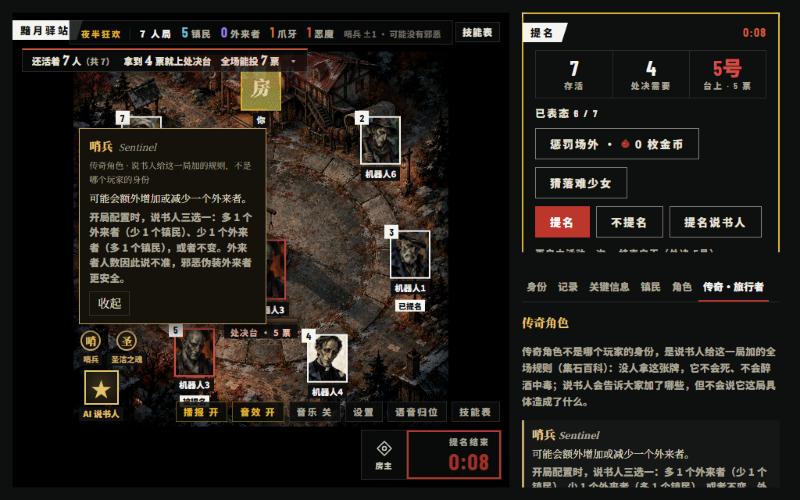 黯月驿站
夜半狂欢 7 人局 5 镇民 0 外来者 1 爪牙 1 恶魔 哨兵 ±1 · 可能没有邪恶
技能表
还活着 7 人（共 7） 拿到 4 票就上处决台 全场能投 7 票
房
你
7
2
机器人6
哨兵 Sentinel
传奇角色 · 说书人给这一局加的规则，不是
哪个玩家的身份
可能会额外增加或减少一个外来者。
开局配置时，说书人三选一：多 1 个
外来者（少 1 个镇民）、少 1 个外来
者（多 1 个镇民），或者不变。外来
者人数因此说不准，邪恶伪装外来者
更安全。
收起
3
机器人1
已提名
人3
处决台 · 5 票
哨
哨兵
圣
圣洁之魂
5
机器人3
4
机器人4
AI 说书人
播报 开
音效 开
音乐 关
设置
语音归位
技能表
房主
提名结束
0:08
提名
0:08
7
存活
4
处决需要
5号
台上 · 5 票
已表态 6 / 7
惩罚场外 · 0 枚金币
猜落难少女
提名
不提名
提名说书人
身份 记录 关键信息 镇民 角色 传奇 · 旅行者
传奇角色
传奇角色不是哪个玩家的身份，是说书人给这一局加的全
场规则（集石百科）：没人拿这张牌，它不会死、不会醉
酒中毒；说书人会告诉大家加了哪些，但不会说它这局具
体造成了什么。
哨兵 Sentinel
可能会额外增加或减少一个外来者。
开局配置时，说书人三选一：多 1 个外来者（少 1 个